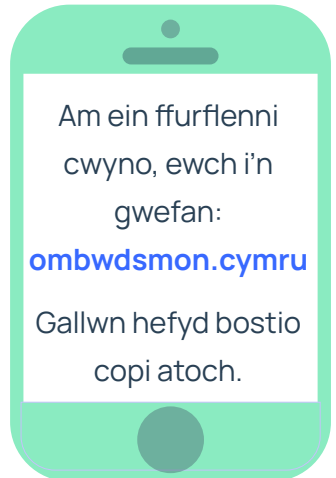 Am ein ffurflenni
cwyno, ewch i'n
gwefan:
ombwdsmon.cymru
Gallwn hefyd bostio
copi atoch.